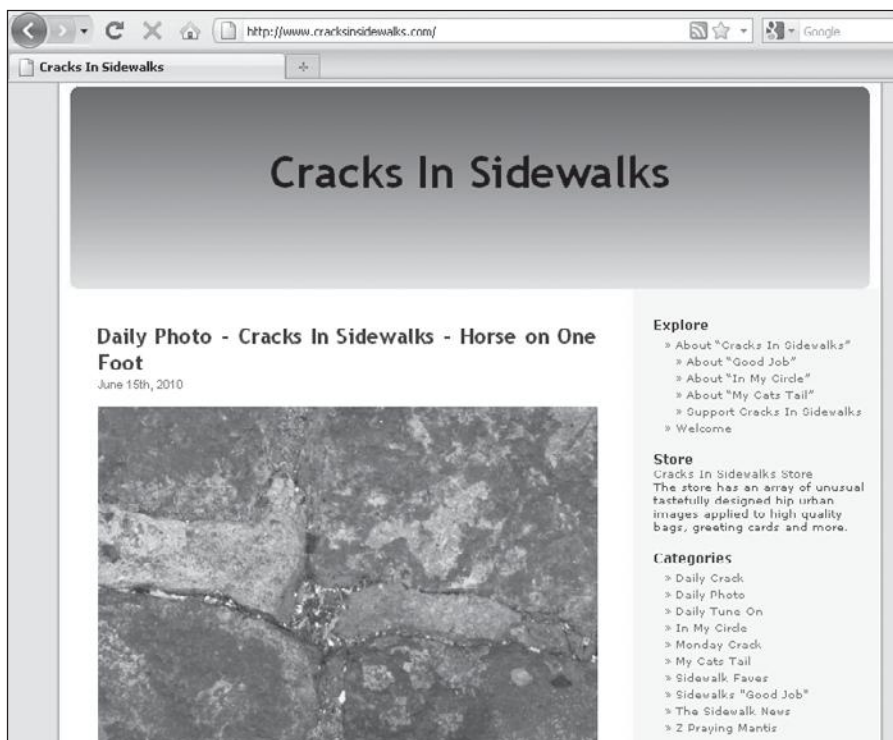 http://www.cracksinsidewalks.com/
Google
Cracks In Sidewalks
Cracks In Sidewalks
Daily Photo - Cracks In Sidewalks - Horse on One
Foot
June 15th, 2010
Explore
» About “Cracks In Sidewalks”
» About “Good Job”
» About “In My Circle”
» About “My Cats Tail”
» Support Cracks In Sidewalks
» Welcome
Store
Cracks In Sidewalks Store
The store has an array of unusual
tastefully designed hip urban
images applied to high quality
bags, greeting cards and more.
Categories
» Daily Crack
» Daily Photo
» Daily Tune On
» In My Circle
» Monday Crack
» My Cats Tail
» Sidewalk Faves
» Sidewalks "Good Job"
» The Sidewalk News
» Z Praying Mantis